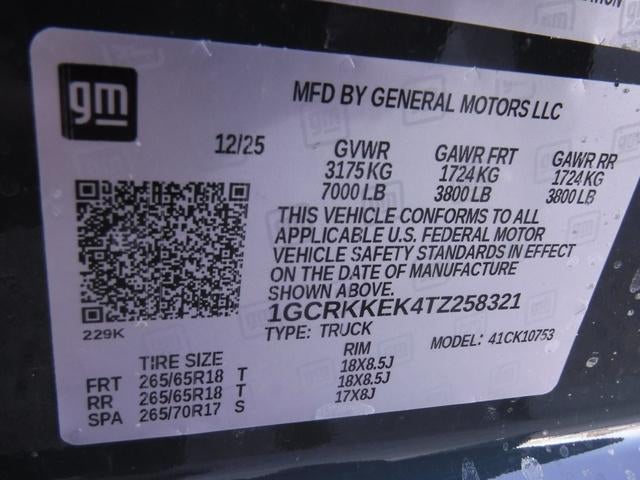 gm
MFD BY GENERAL MOTORS LLC
12/25 GVWR GAWR FRT GAWR RR
3175 KG 1724 KG 1724 KG
7000 LB 3800 LB 3800 LB
THIS VEHICLE CONFORMS TO ALL
APPLICABLE U.S. FEDERAL MOTOR
VEHICLE SAFETY STANDARDS IN EFFECT
ON THE DATE OF MANUFACTURE
SHOWN ABOVE.
1GCRKKEK4TZ258321
229K
TYPE: TRUCK MODEL: 41CK10753
TIRE SIZE RIM
FRT 265/65R18 T 18X8.5J
RR 265/65R18 T 18X8.5J
SPA 265/70R17 S 17X8J